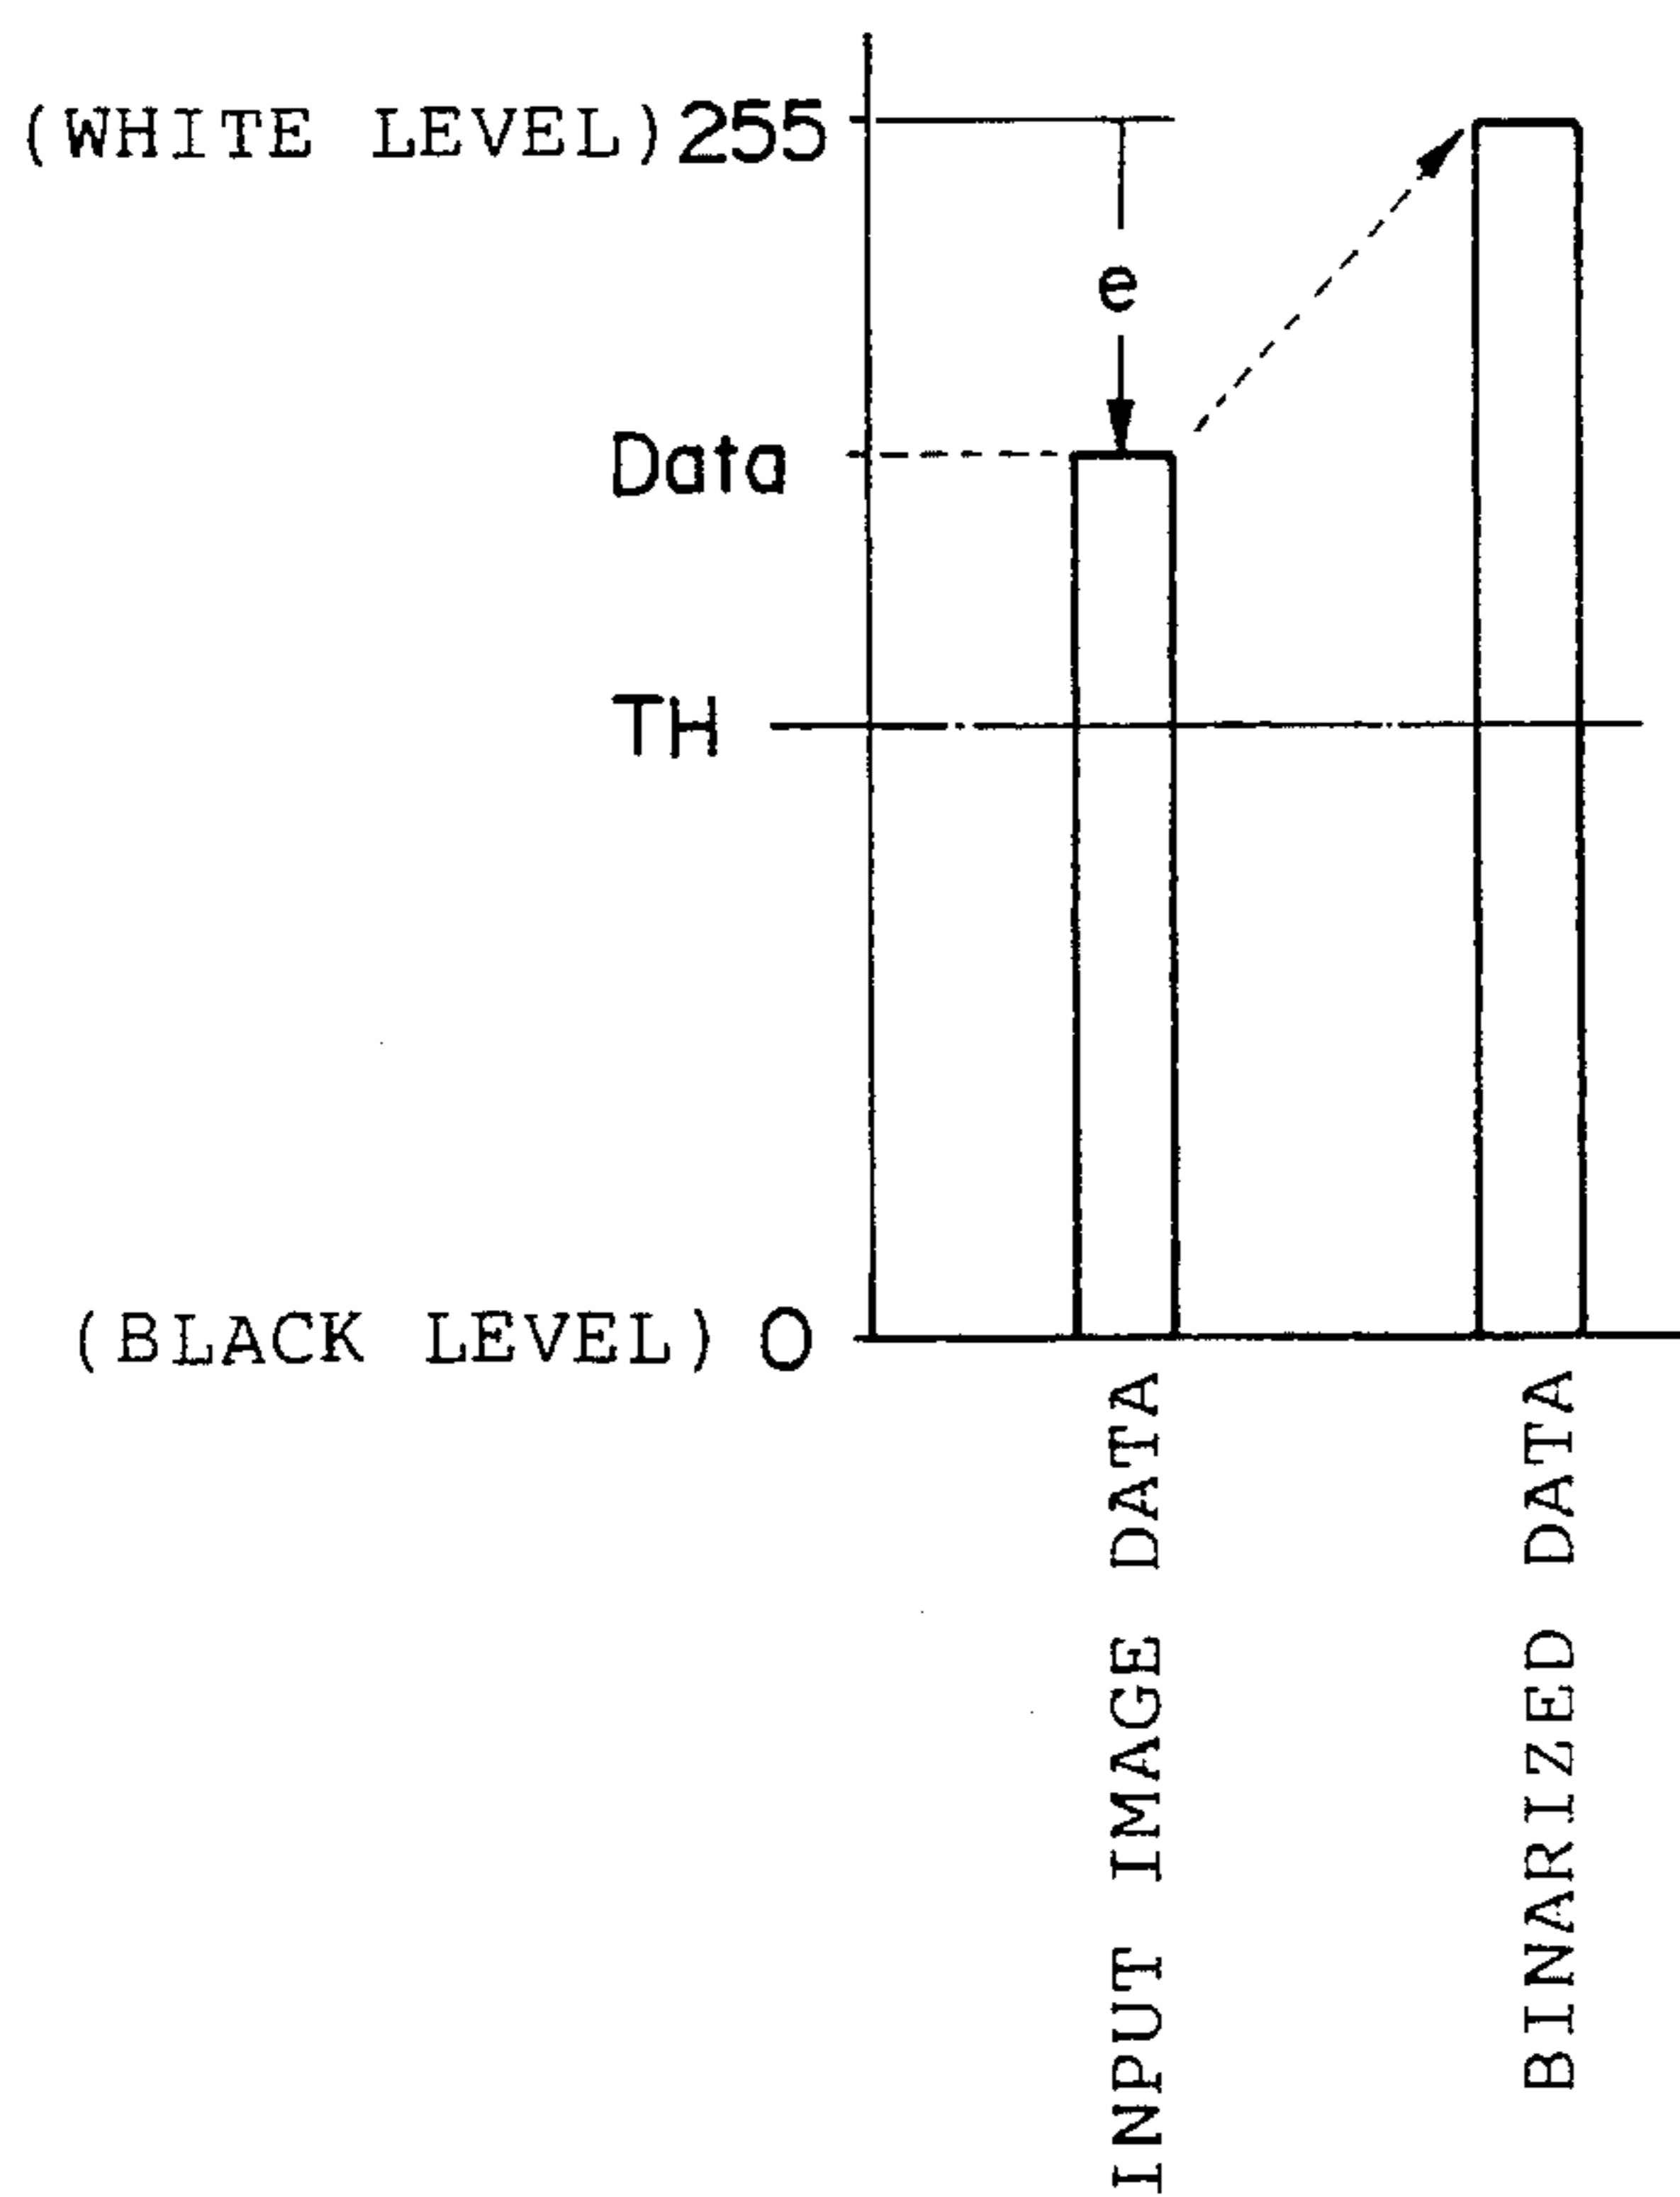 (WHITE LEVEL) 255
e
Data
TH
(BLACK LEVEL) 0
INPUT IMAGE DATA
BINARIZED DATA